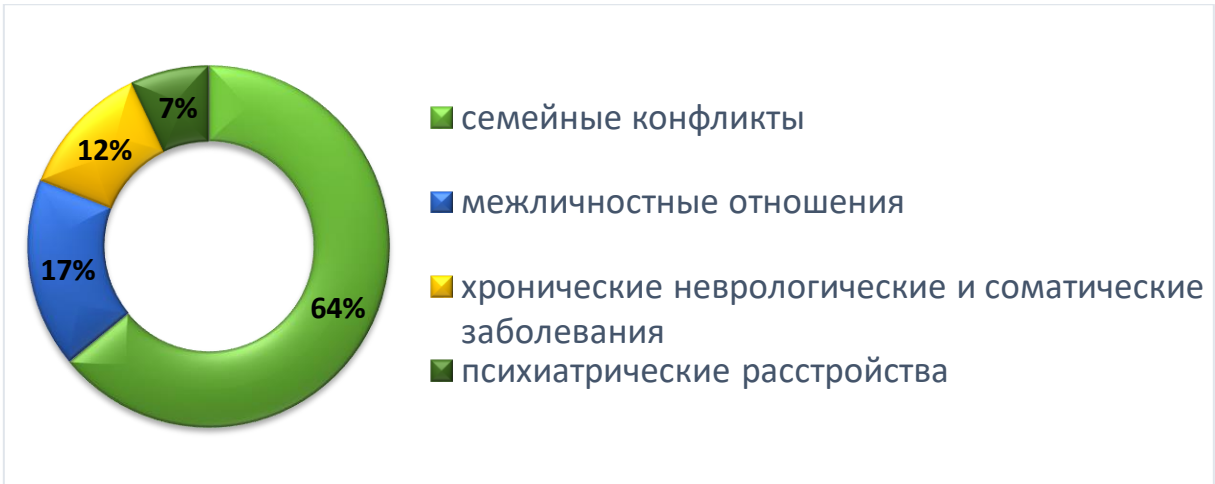 7%
12%
17%
64%
семейные конфликты
межличностные отношения
хронические неврологические и соматические
заболевания
психиатрические расстройства